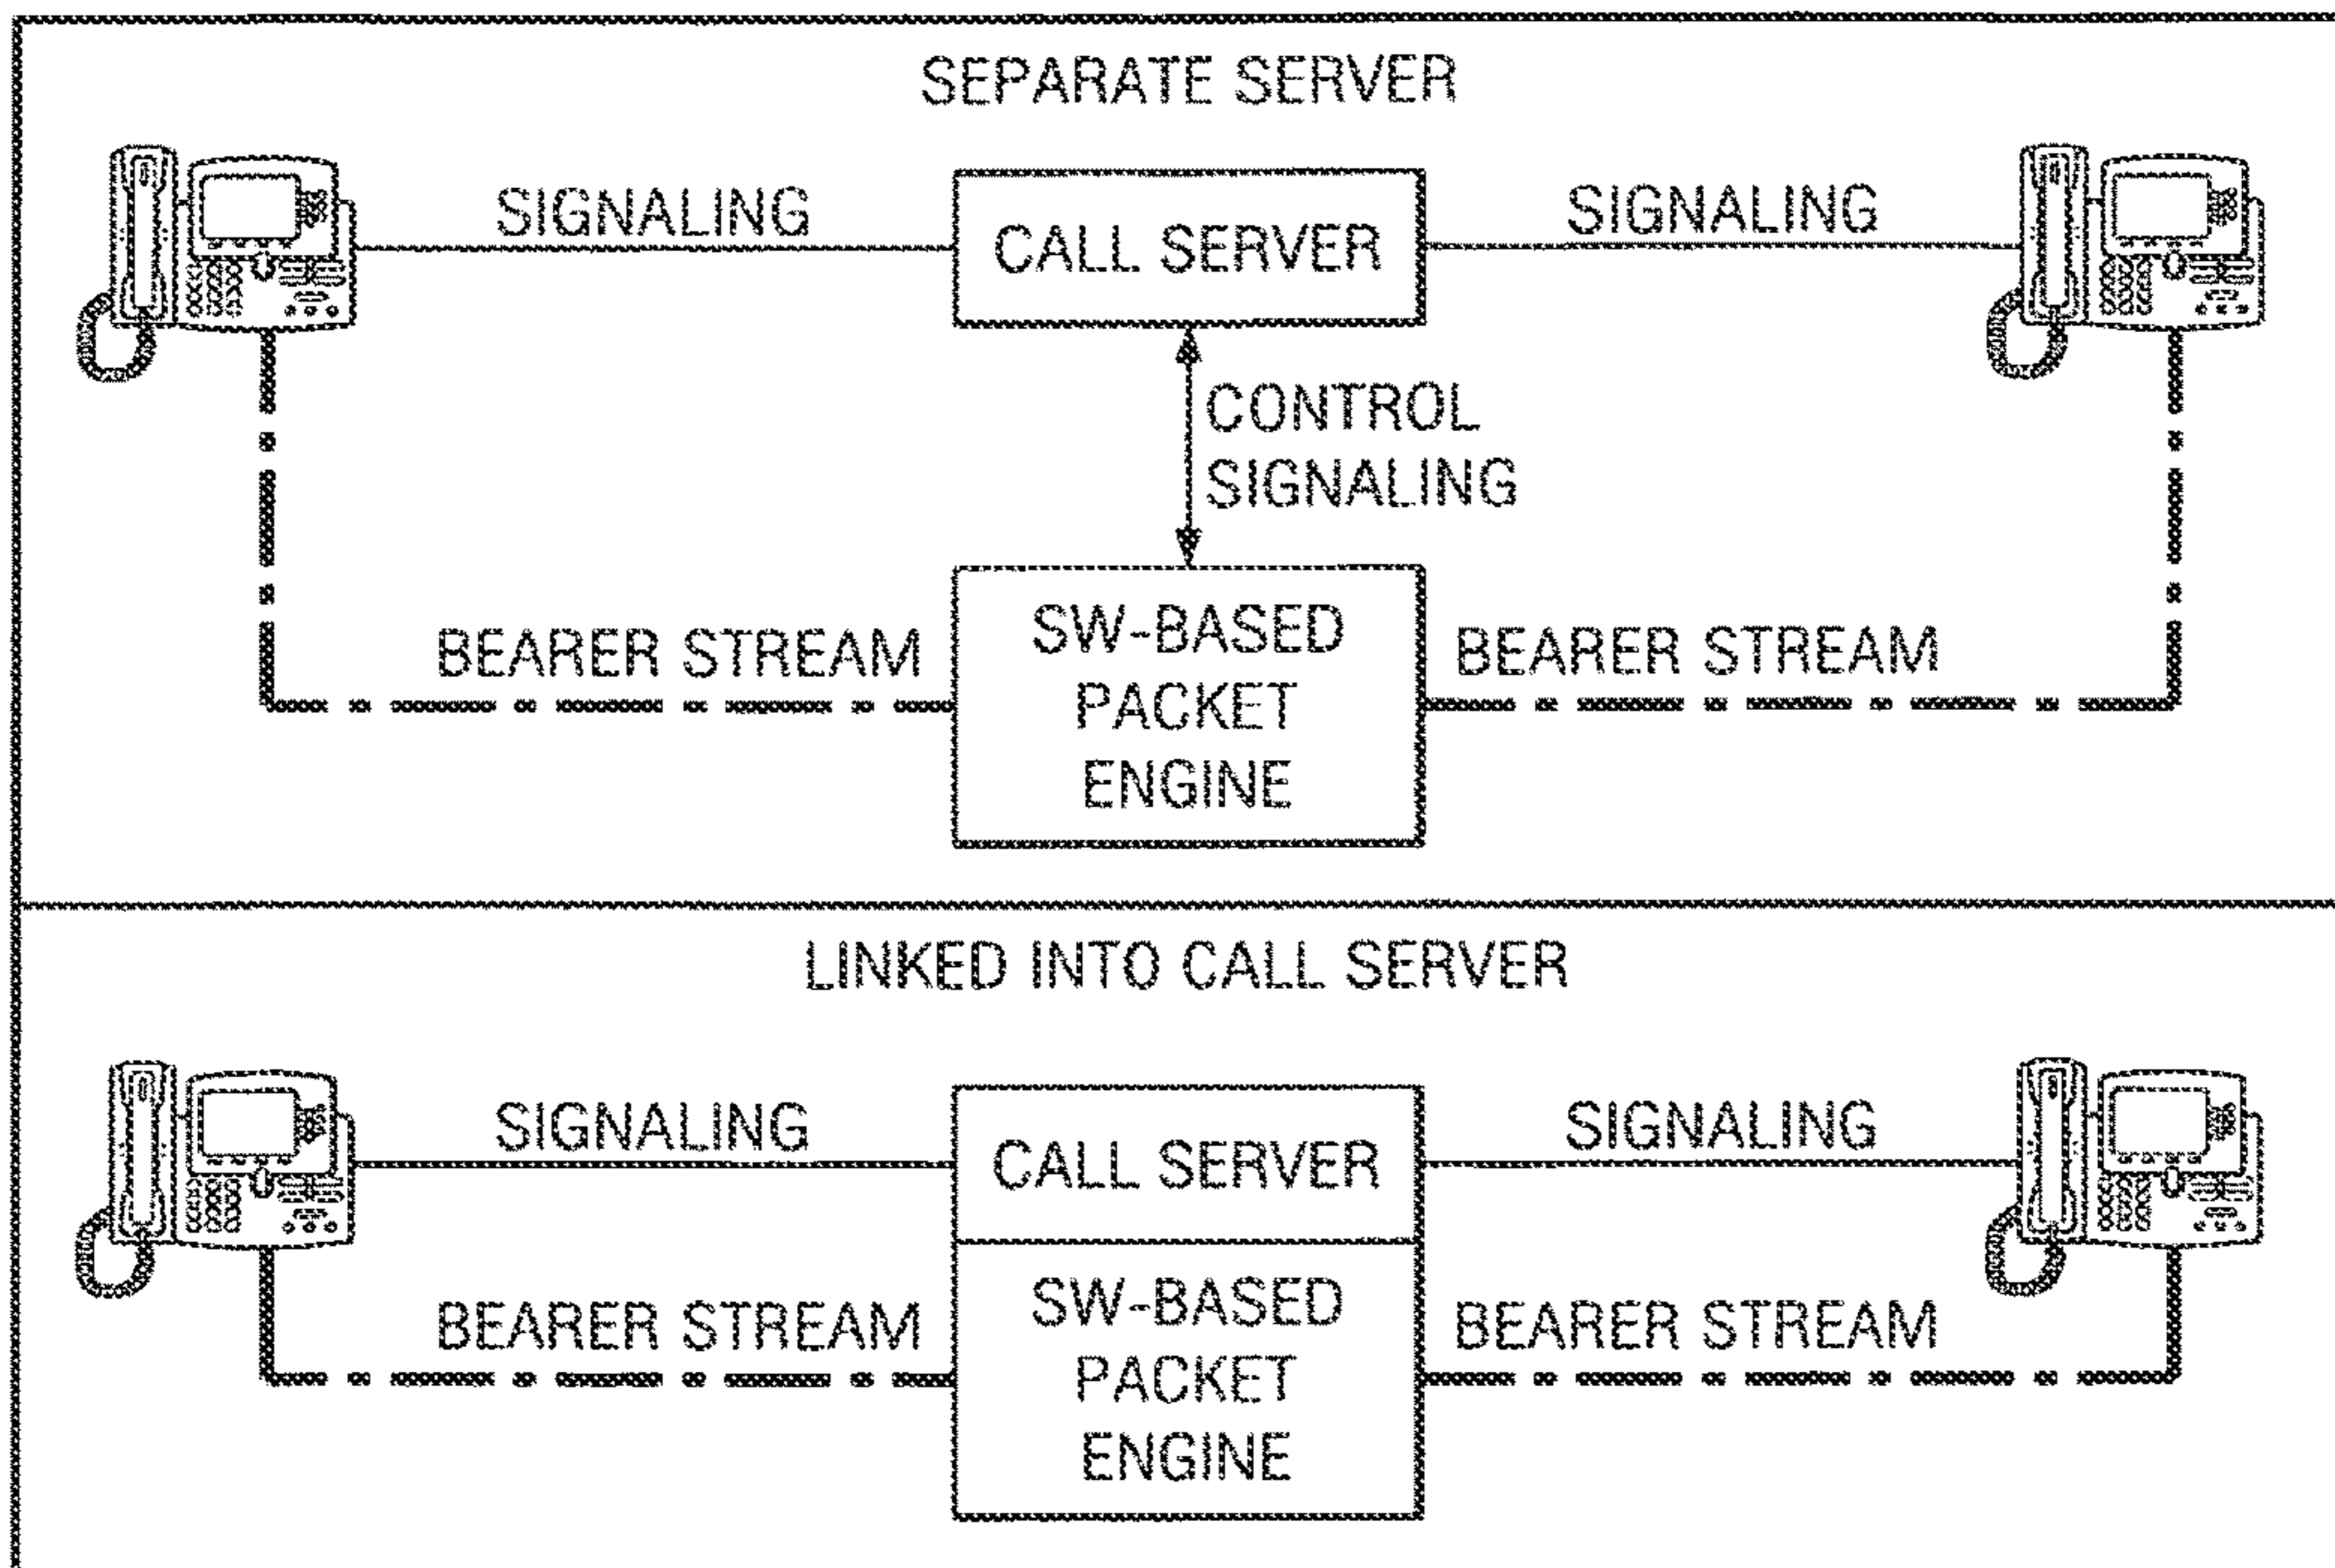 SEPARATE SERVER
SIGNALING
CALL SERVER
SIGNALING
CONTROL
SIGNALING
BEARER STREAM
SW-BASED
PACKET
ENGINE
BEARER STREAM
LINKED INTO CALL SERVER
SIGNALING
CALL SERVER
SIGNALING
BEARER STREAM
SW-BASED
PACKET
ENGINE
BEARER STREAM